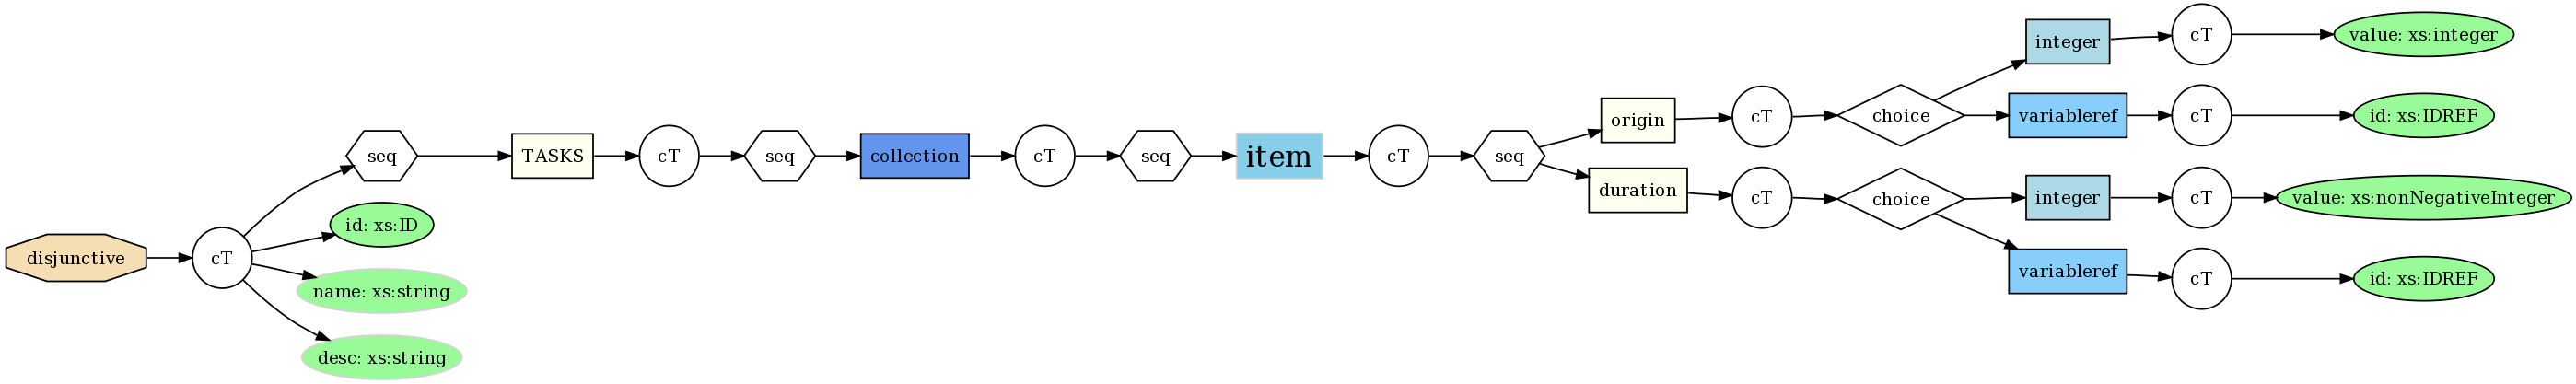 disjunctive
cT
seq
id: xs:ID
name: xs:string
desc: xs:string
TASKS
cT
seq
collection
cT
seq
item
cT
seq
origin
cT
choice
integer
cT
value: xs:integer
variableref
cT
id: xs:IDREF
duration
cT
choice
integer
cT
value: xs:nonNegativeInteger
variableref
cT
id: xs:IDREF